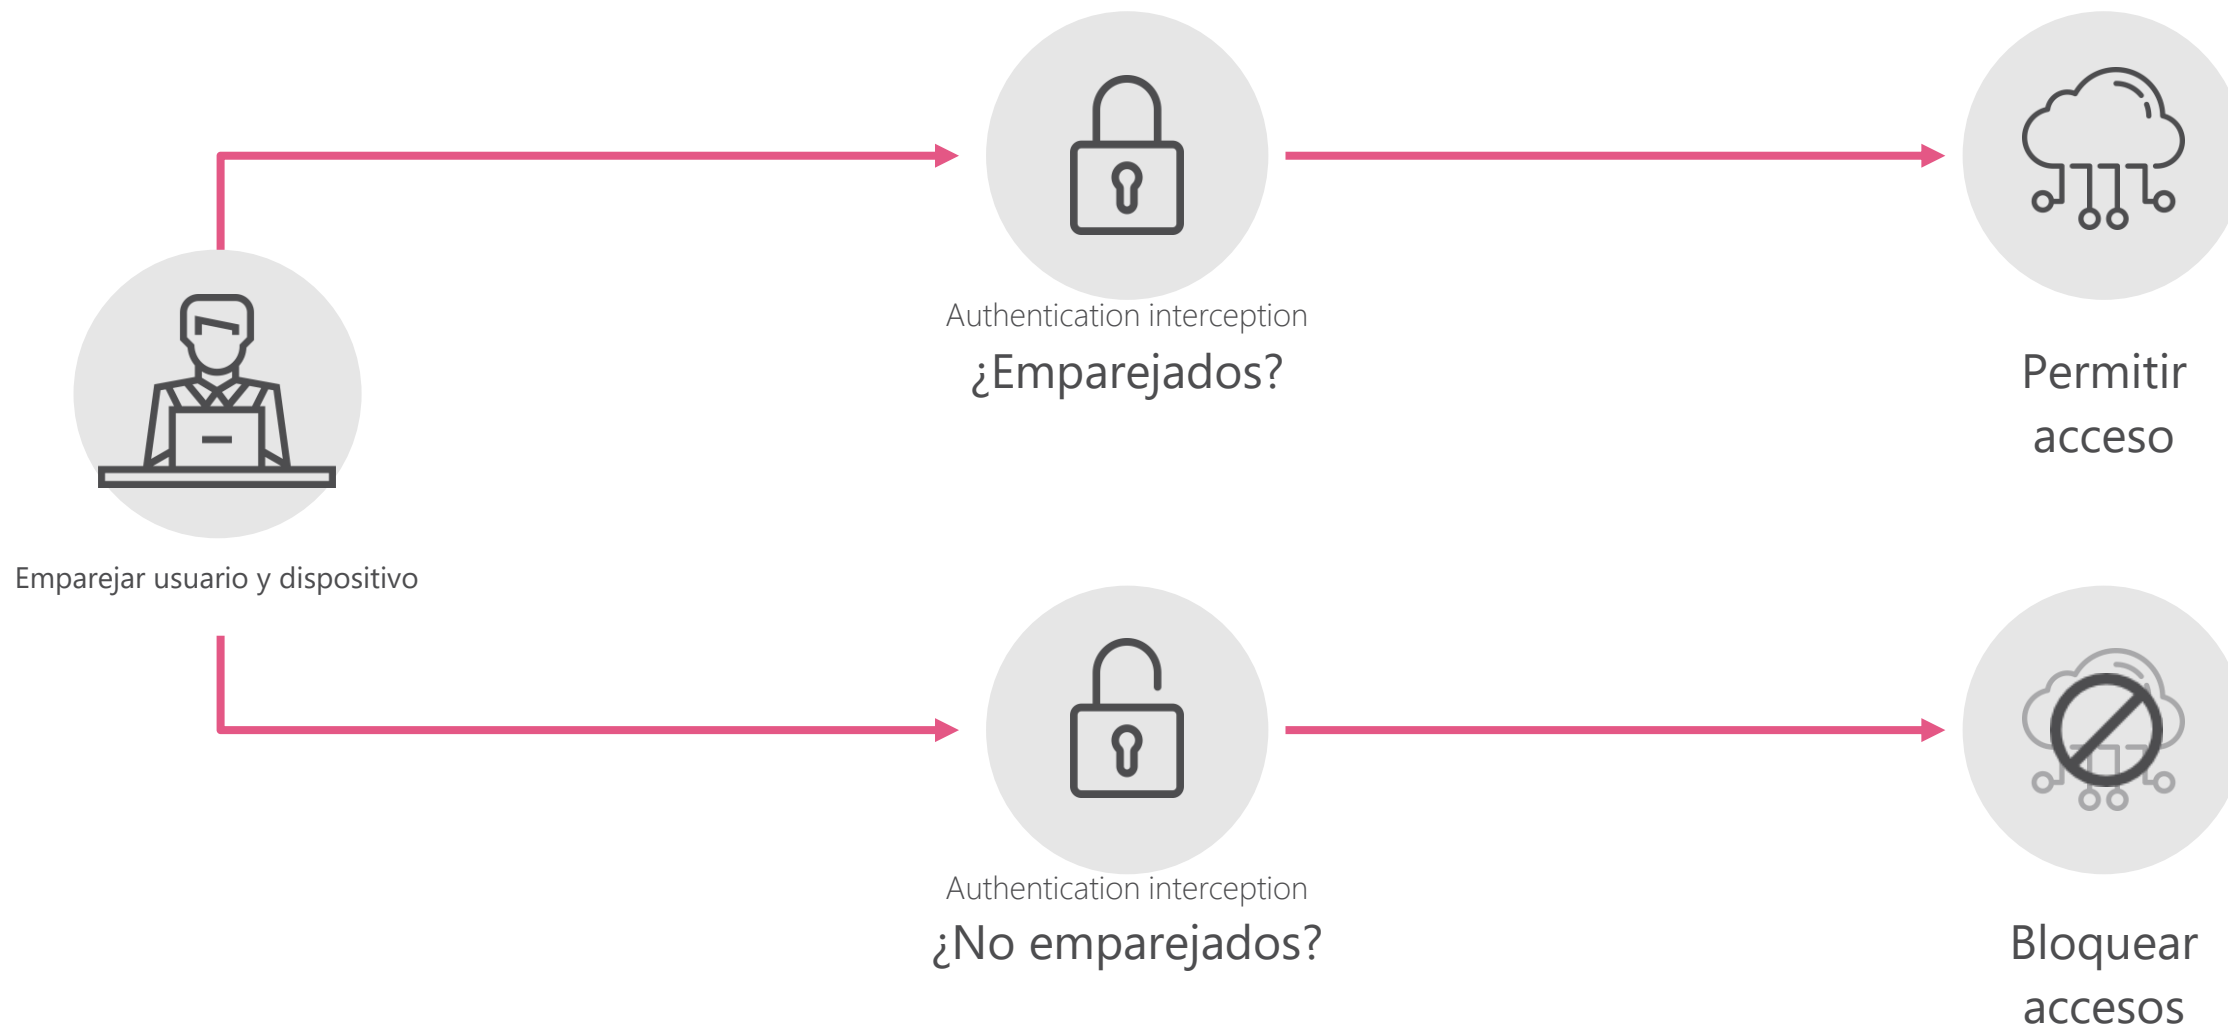 Authentication interception
¿Emparejados?
Permitir
acceso
Emparejar usuario y dispositivo
Authentication interception
¿No emparejados?
Bloquear
accesos